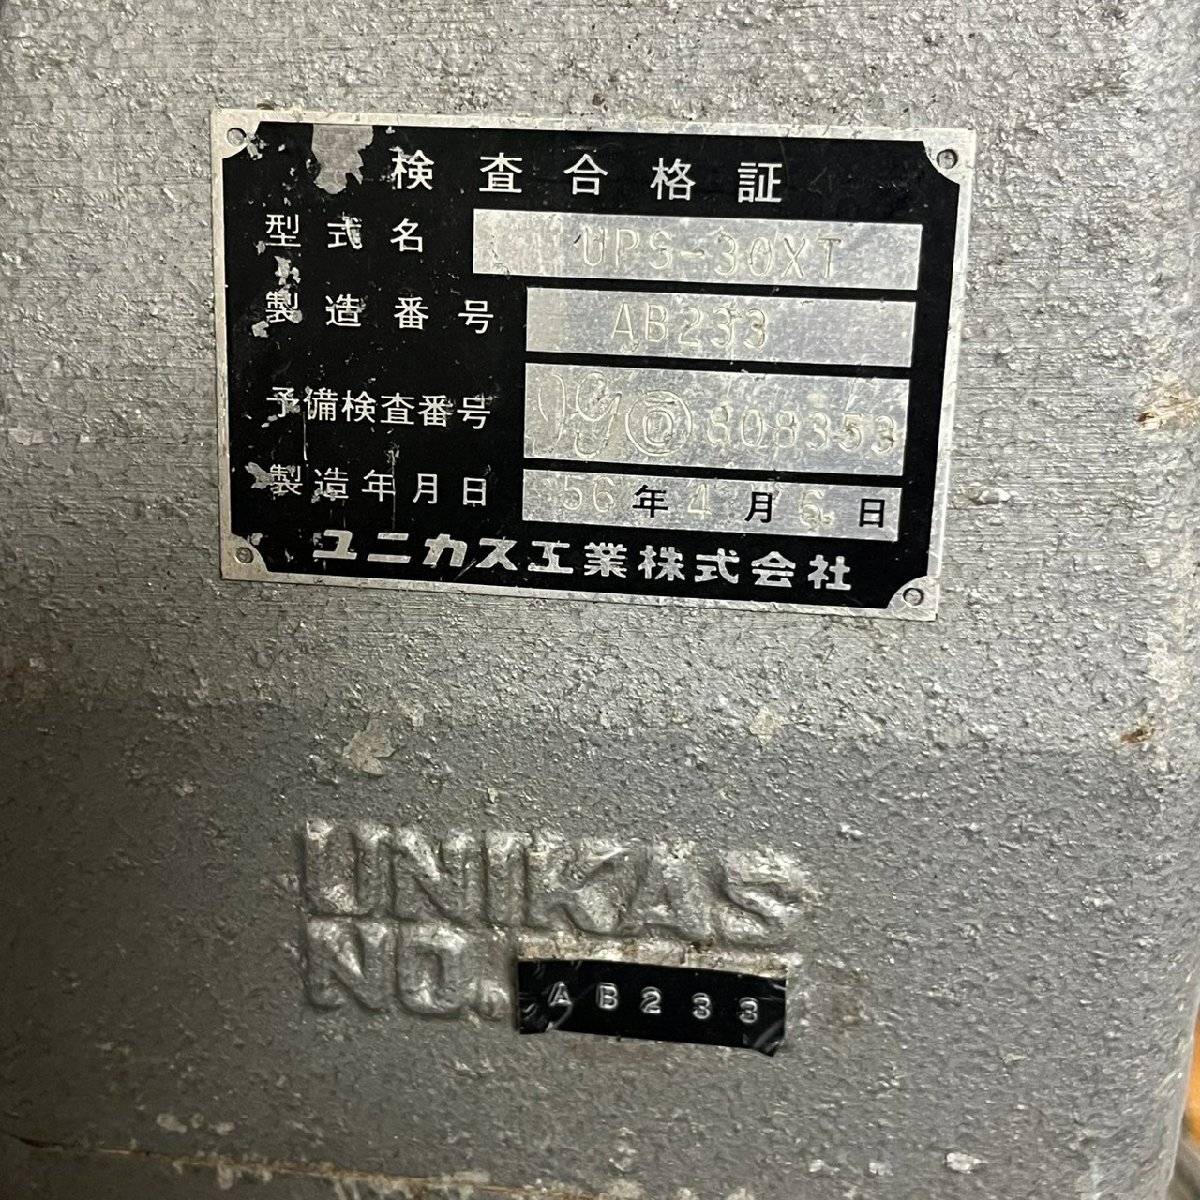 検査合格証
型式名 UPS-30XT
製造番号 AB233
予備検査番号 808353
製造年月日 56年4月6日
ユニカス工業株式会社
UNIKAS
NO. AB233